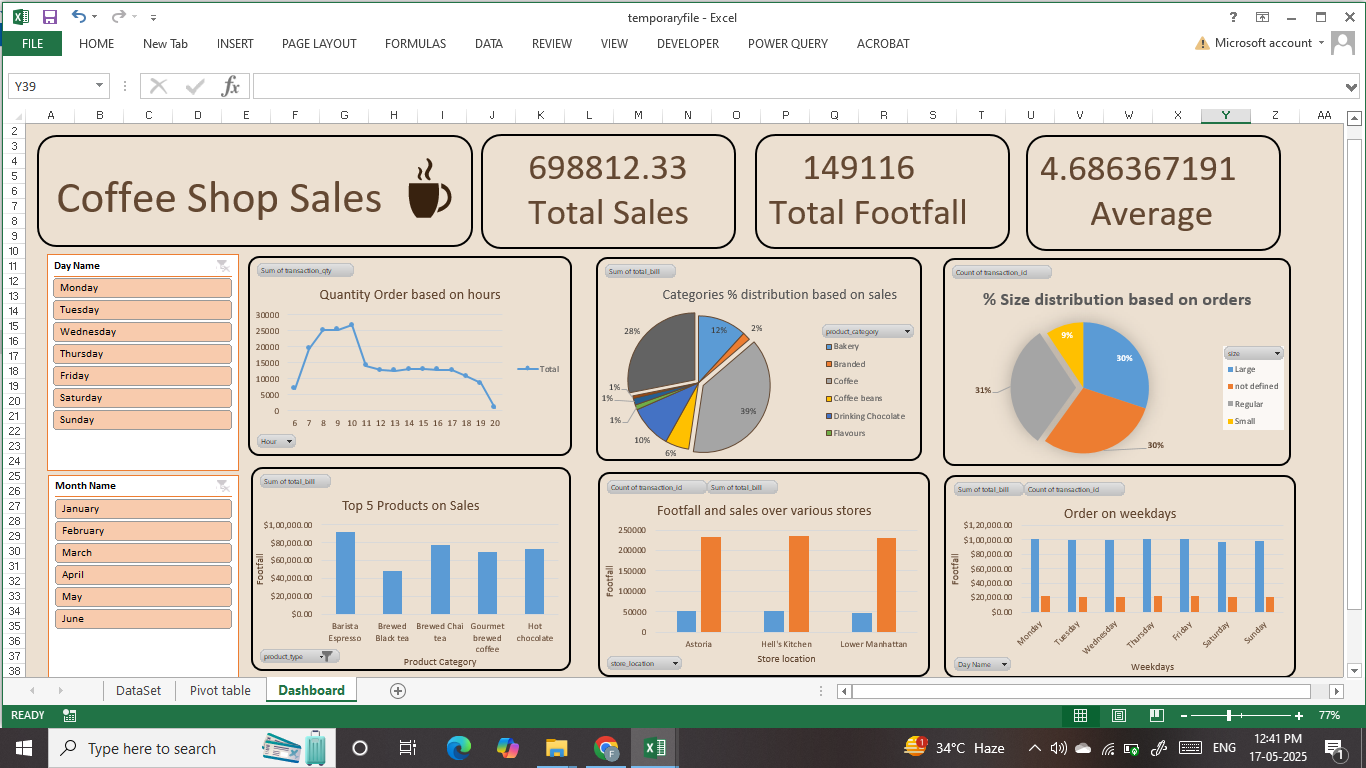 temporaryfile - Excel
FILE HOME New Tab INSERT PAGE LAYOUT FORMULAS DATA REVIEW VIEW DEVELOPER POWER QUERY ACROBAT Microsoft account
Y39 fx
A B C D E F G H I J K L M N O P Q R S T U V W X Y Z AA
2
3
4
5
6
7
8
9
10
11
12
13
14
15
16
17
18
19
20
21
22
23
24
25
26
27
28
29
30
31
32
33
34
35
36
37
38
Coffee Shop Sales
698812.33
Total Sales
149116
Total Footfall
4.686367191
Average
Day Name
Monday
Tuesday
Wednesday
Thursday
Friday
Saturday
Sunday
Month Name
January
February
March
April
May
June
Sum of transaction_qty
Quantity Order based on hours
30000
25000
20000
15000
10000
5000
0
6 7 8 9 10 11 12 13 14 15 16 17 18 19 20
Total
Hour
Sum of total_bill
Categories % distribution based on sales
28%
12%
2%
39%
6%
10%
1%
1%
1%
product_category
Bakery
Branded
Coffee
Coffee beans
Drinking Chocolate
Flavours
Count of transaction_id
% Size distribution based on orders
9%
30%
31%
30%
size
Large
not defined
Regular
Small
Sum of total_bill
Top 5 Products on Sales
$1,00,000.00
$80,000.00
$60,000.00
$40,000.00
$20,000.00
$0.00
Footfall
Barista Espresso
Brewed Black tea
Brewed Chai tea
Gourmet brewed coffee
Hot chocolate
product_type
Product Category
Count of transaction_id Sum of total_bill
Footfall and sales over various stores
250000
200000
150000
100000
50000
0
Footfall
Astoria Hell's Kitchen Lower Manhattan
Store location
store_location
Sum of total_bill Count of transaction_id
Order on weekdays
$1,20,000.00
$1,00,000.00
$80,000.00
$60,000.00
$40,000.00
$20,000.00
$0.00
Footfall
Monday Tuesday Wednesday Thursday Friday Saturday Sunday
Day Name
Weekdays
DataSet Pivot table Dashboard
READY 77%
Type here to search
1
34°C Haze
ENG
12:41 PM
17-05-2025
1